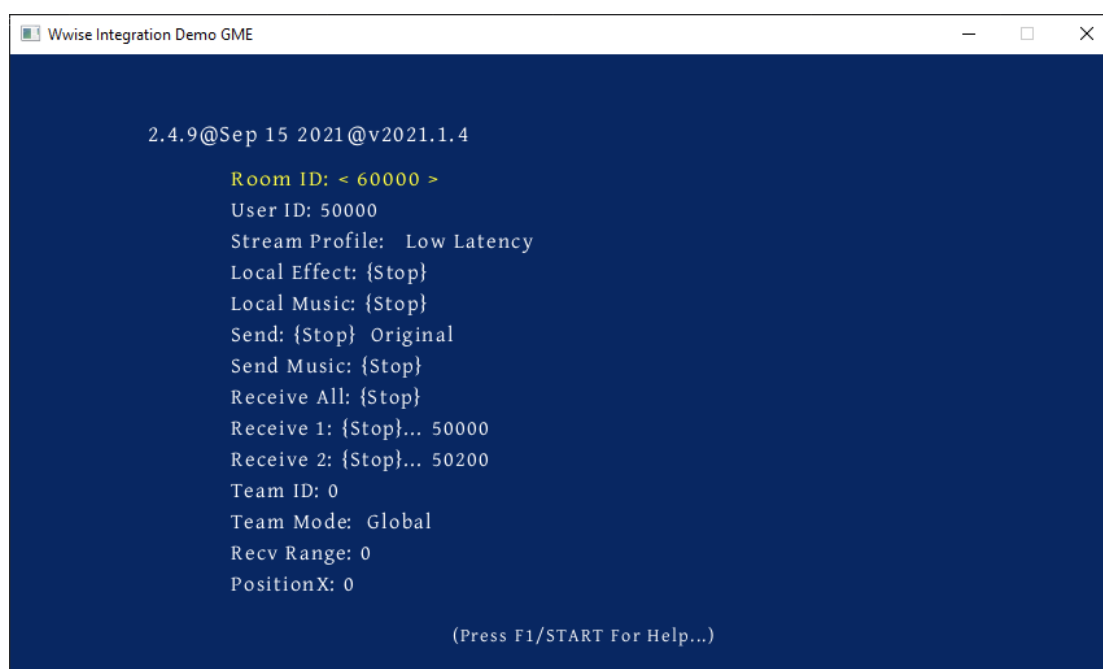 Wwise Integration Demo GME
2.4.9@Sep 15 2021@v2021.1.4
Room ID: < 60000 >
User ID: 50000
Stream Profile: Low Latency
Local Effect: {Stop}
Local Music: {Stop}
Send: {Stop} Original
Send Music: {Stop}
Receive All: {Stop}
Receive 1: {Stop}... 50000
Receive 2: {Stop}... 50200
Team ID: 0
Team Mode: Global
Recv Range: 0
PositionX: 0
(Press F1/START For Help...)